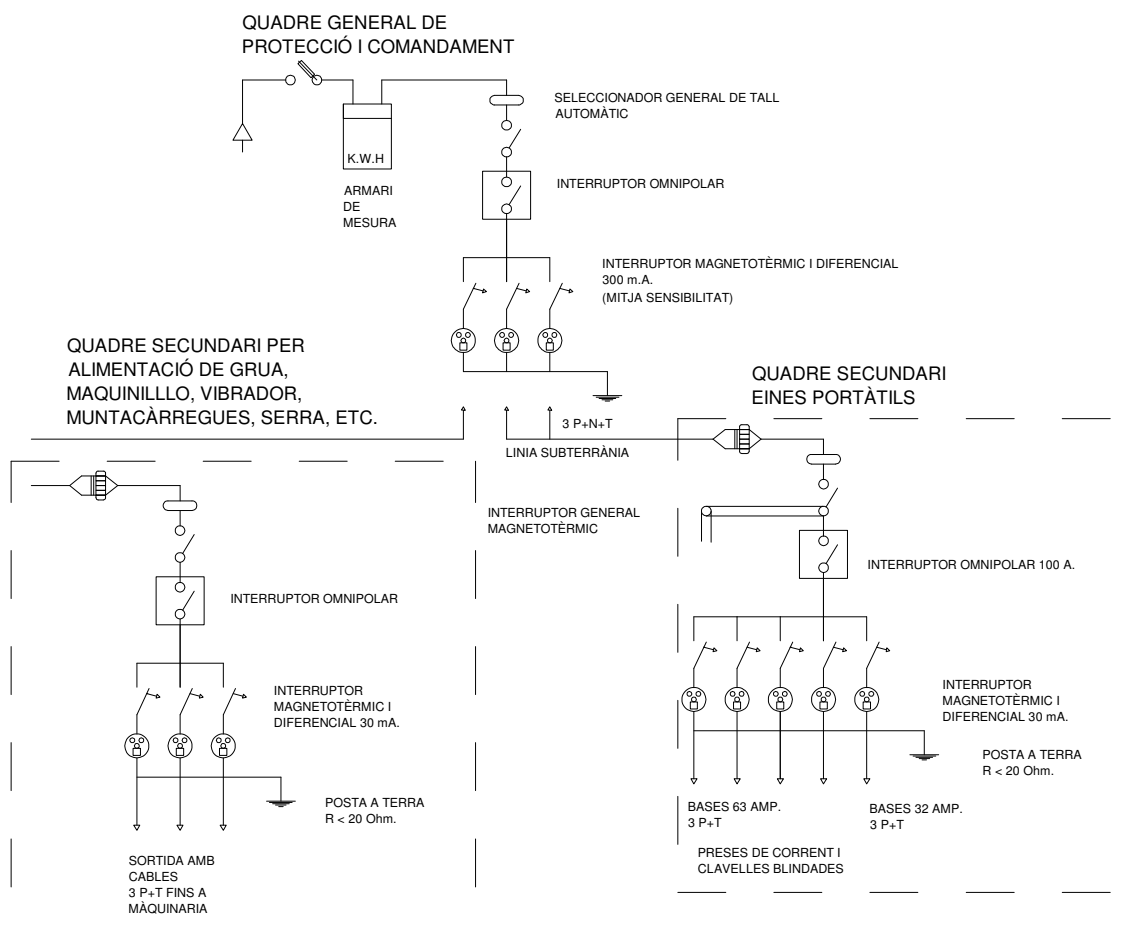 QUADRE GENERAL DE
PROTECCIÓ I COMANDAMENT
SELECCIONADOR GENERAL DE TALL
AUTOMÀTIC
K.W.H
ARMARI
DE
MESURA
INTERRUPTOR OMNIPOLAR
INTERRUPTOR MAGNETOTÈRMIC I DIFERENCIAL
300 m.A.
(MITJA SENSIBILITAT)
QUADRE SECUNDARI PER
ALIMENTACIÓ DE GRUA,
MAQUINILLLO, VIBRADOR,
MUNTACÀRREGUES, SERRA, ETC.
QUADRE SECUNDARI
EINES PORTÀTILS
3 P+N+T
LINIA SUBTERRÀNIA
INTERRUPTOR GENERAL
MAGNETOTÈRMIC
INTERRUPTOR OMNIPOLAR 100 A.
INTERRUPTOR OMNIPOLAR
INTERRUPTOR
MAGNETOTÈRMIC I
DIFERENCIAL 30 mA.
INTERRUPTOR
MAGNETOTÈRMIC I
DIFERENCIAL 30 mA.
POSTA A TERRA
R < 20 Ohm.
POSTA A TERRA
R < 20 Ohm.
BASES 63 AMP.
3 P+T
BASES 32 AMP.
3 P+T
PRESES DE CORRENT I
CLAVELLES BLINDADES
SORTIDA AMB
CABLES
3 P+T FINS A
MÀQUINARIA